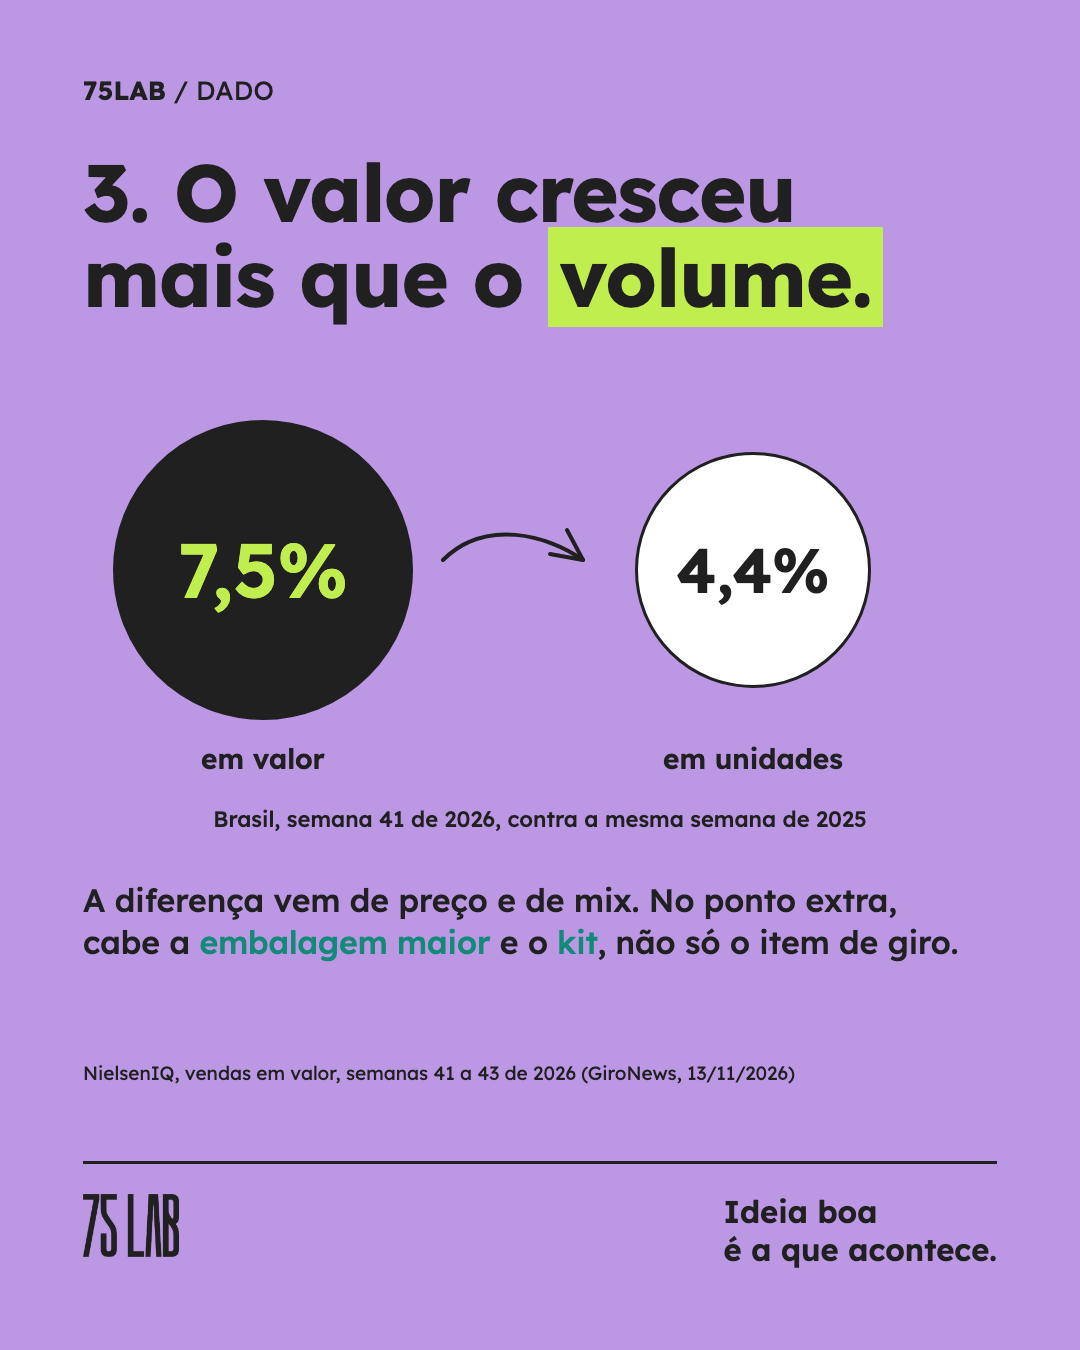 75LAB / DADO
3. O valor cresceu
mais que o volume.
7,5%
4,4%
em valor
em unidades
Brasil, semana 41 de 2026, contra a mesma semana de 2025
A diferença vem de preço e de mix. No ponto extra,
cabe a embalagem maior e o kit, não só o item de giro.
NielsenIQ, vendas em valor, semanas 41 a 43 de 2026 (GiroNews, 13/11/2026)
75 LAB
Ideia boa
é a que acontece.